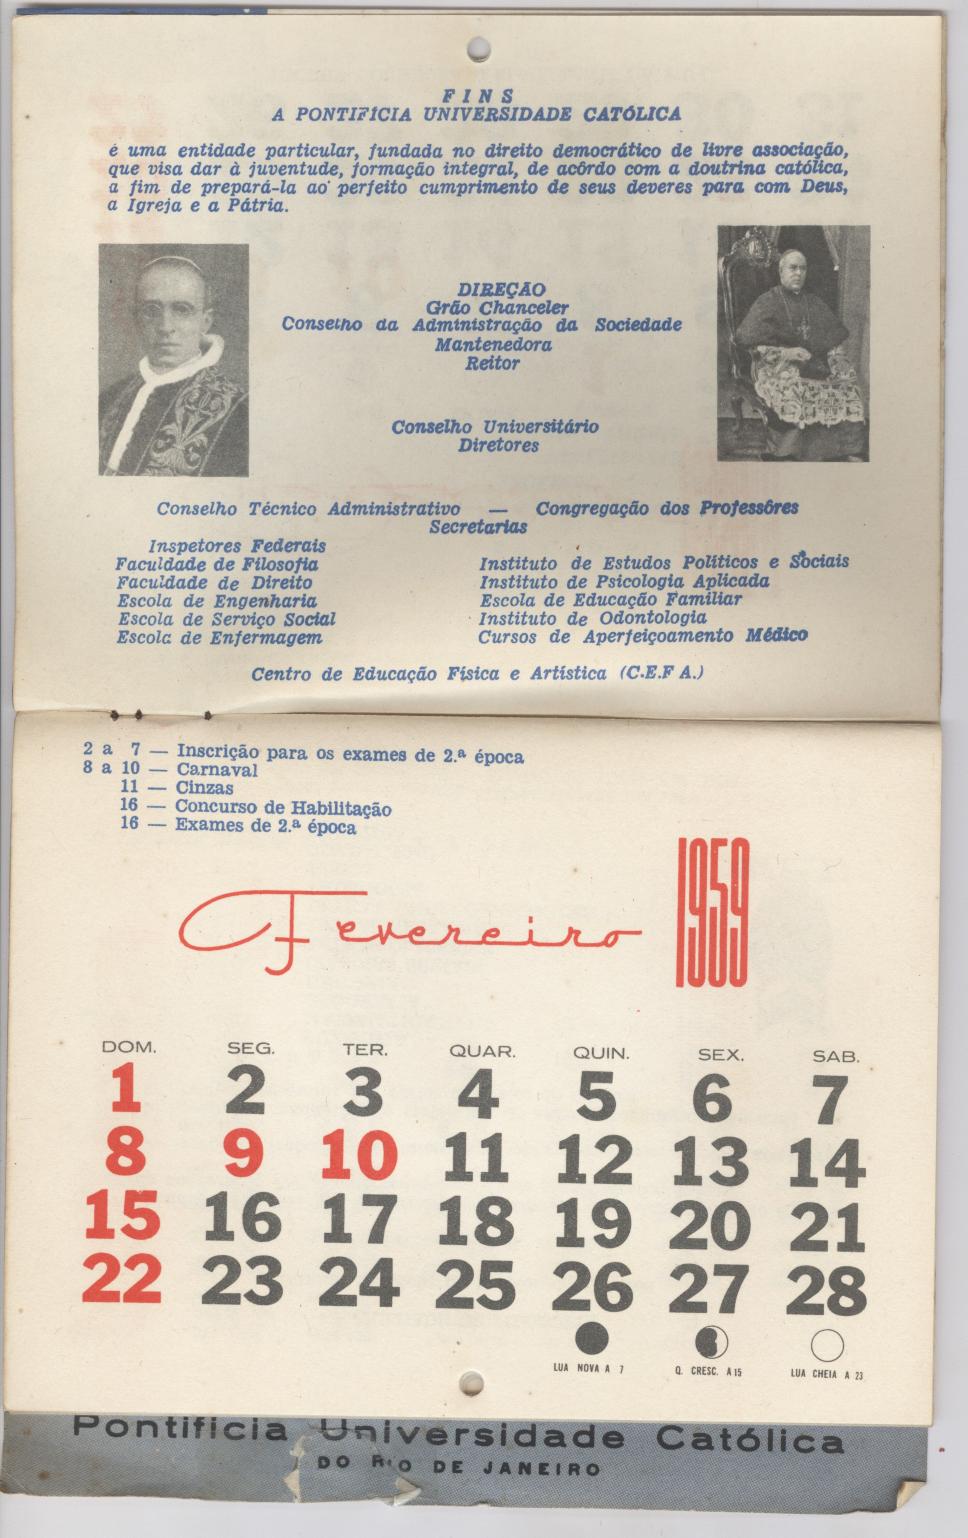 FINS
A PONTIFÍCIA UNIVERSIDADE CATÓLICA
é uma entidade particular, fundada no direito democrático de livre associação,
que visa dar à juventude, formação integral, de acôrdo com a doutrina católica,
a fim de prepará-la ao perfeito cumprimento de seus deveres para com Deus,
a Igreja e a Pátria.
DIREÇÃO
Grão Chanceler
Conselho da Administração da Sociedade
Mantenedora
Reitor
Conselho Universitário
Diretores
Conselho Técnico Administrativo — Congregação dos Professôres
Secretarias
Inspetores Federais
Faculdade de Filosofia
Faculdade de Direito
Escola de Engenharia
Escola de Serviço Social
Escola de Enfermagem
Instituto de Estudos Políticos e Sociais
Instituto de Psicologia Aplicada
Escola de Educação Familiar
Instituto de Odontologia
Cursos de Aperfeiçoamento Médico
Centro de Educação Física e Artística (C.E.F A.)
2 a 7 — Inscrição para os exames de 2.ª época
8 a 10 — Carnaval
11 — Cinzas
16 — Concurso de Habilitação
16 — Exames de 2.ª época
Fevereiro 1959
DOM. SEG. TER. QUAR. QUIN. SEX. SAB.
1 2 3 4 5 6 7
8 9 10 11 12 13 14
15 16 17 18 19 20 21
22 23 24 25 26 27 28
LUA NOVA A 7 Q. CRESC. A 15 LUA CHEIA A 23
Pontifícia Universidade Católica
DO RIO DE JANEIRO